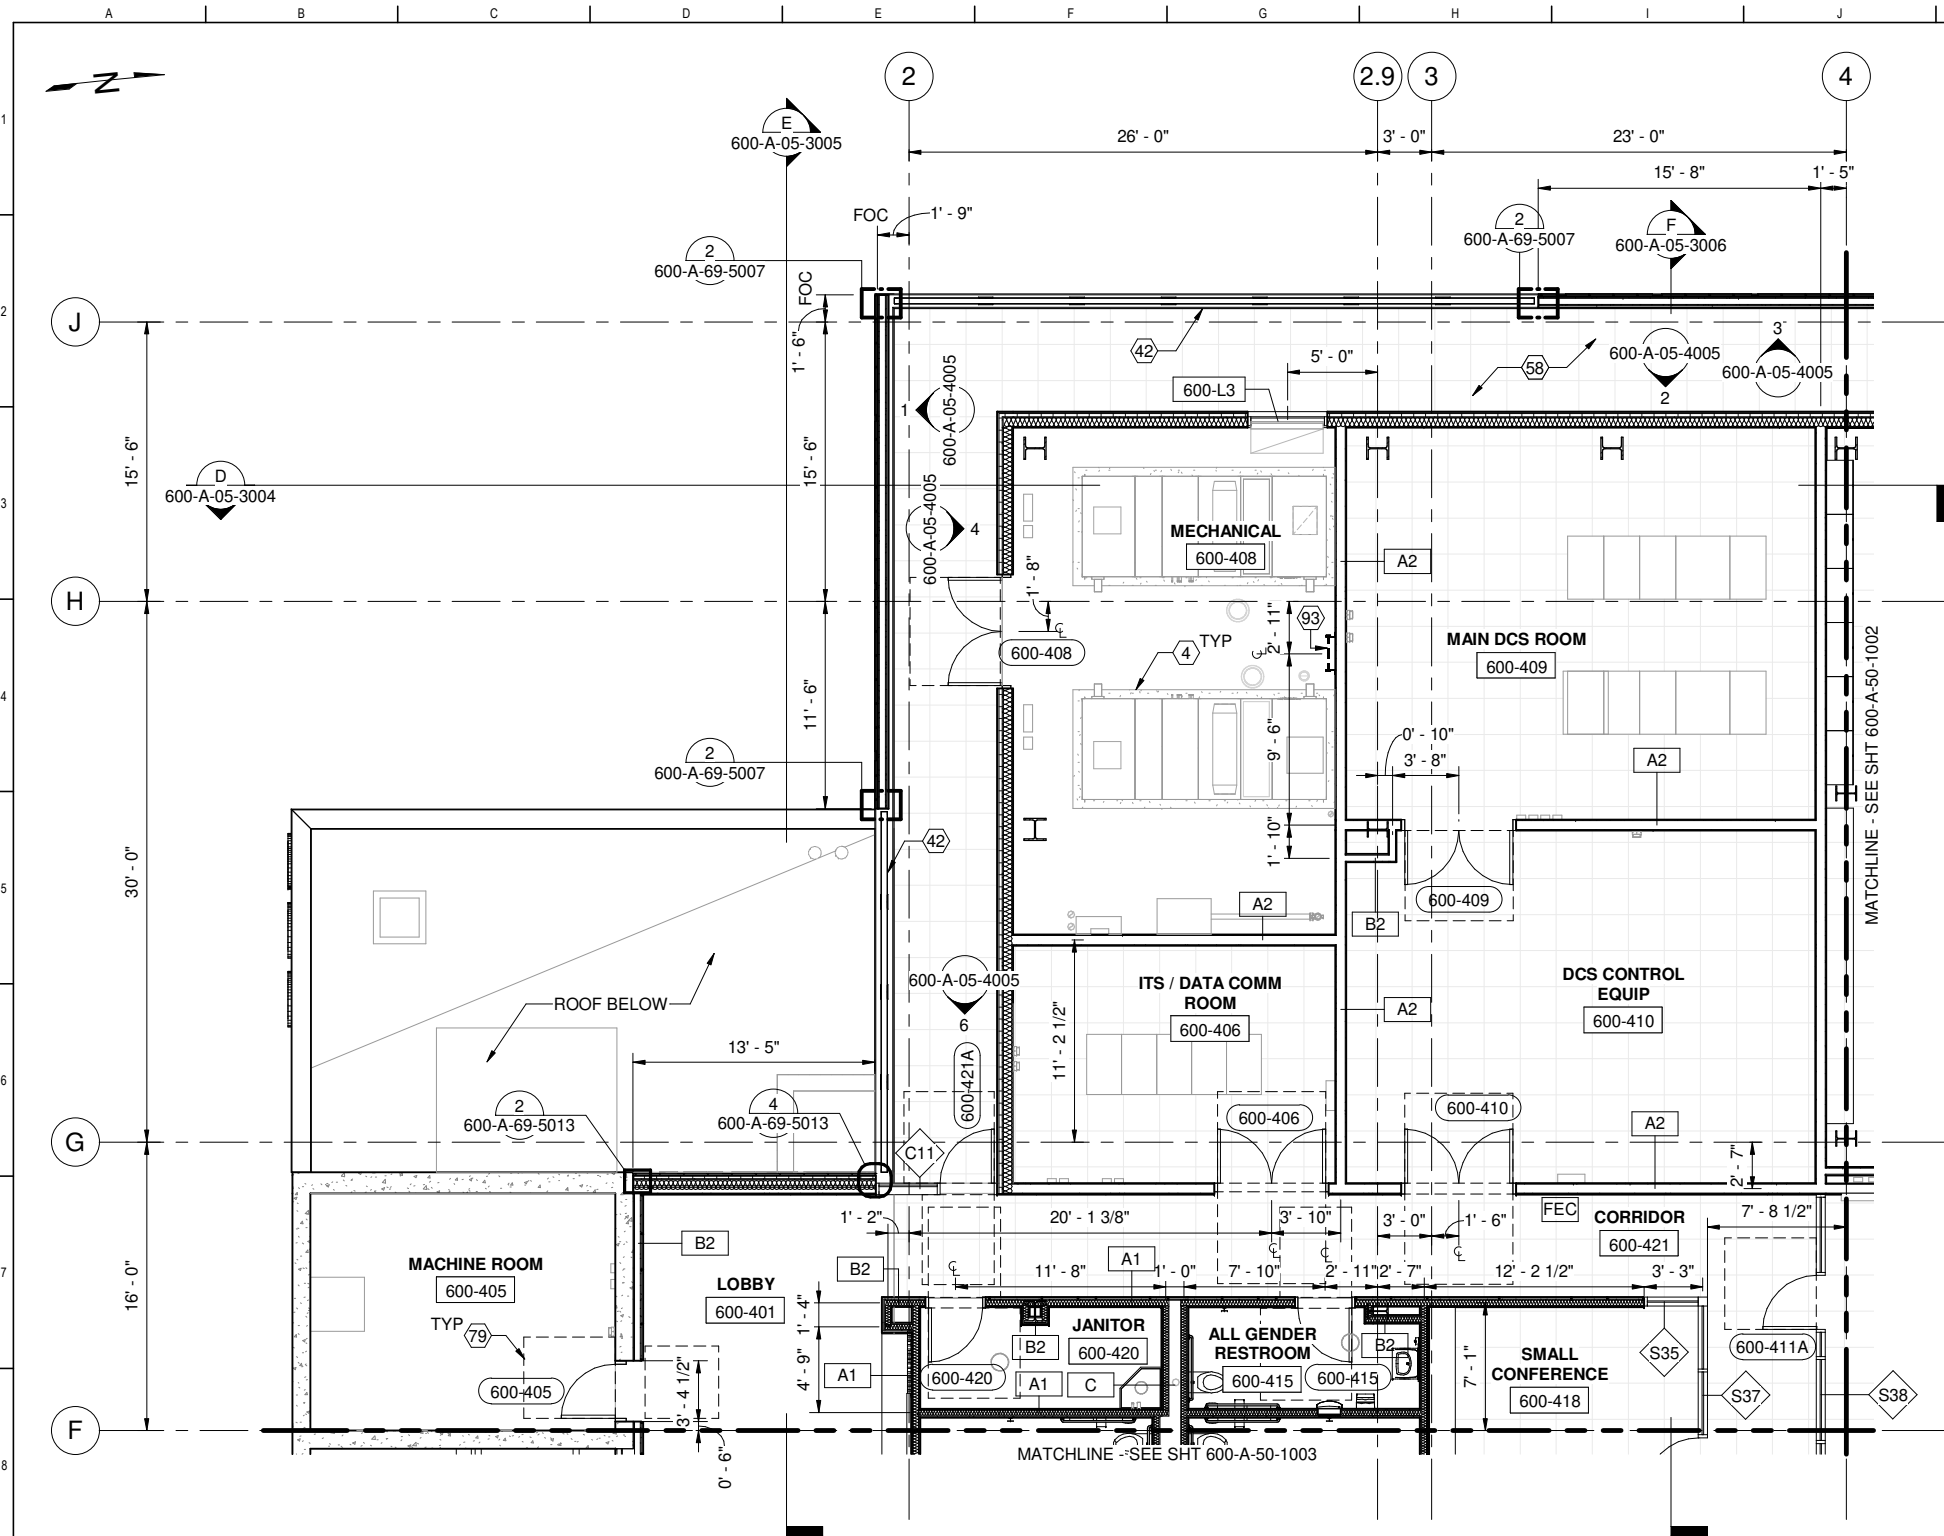 A B C D E F G H I J
1
2
3
4
5
6
7
8
N
2
2.9
3
4
J
H
G
F
26' - 0"
3' - 0"
23' - 0"
15' - 8"
1' - 5"
E
600-A-05-3005
FOC
1' - 9"
2
600-A-69-5007
2
600-A-69-5007
F
600-A-05-3006
FOC
1' - 6"
42
5' - 0"
58
600-A-05-4005
2
3
600-A-05-4005
600-L3
1
600-A-05-4005
15' - 6"
15' - 6"
D
600-A-05-3004
600-A-05-4005
4
MECHANICAL
600-408
A2
1' - 8"
2' - 11"
93
600-408
4
TYP
MAIN DCS ROOM
600-409
MATCHLINE - SEE SHT 600-A-50-1002
11' - 6"
9' - 6"
0' - 10"
3' - 8"
A2
2
600-A-69-5007
42
1' - 10"
30' - 0"
600-409
A2
B2
600-A-05-4005
6
ITS / DATA COMM
ROOM
600-406
A2
DCS CONTROL
EQUIP
600-410
ROOF BELOW
11' - 2 1/2"
13' - 5"
600-421A
2
600-A-69-5013
4
600-A-69-5013
600-406
600-410
A2
C11
2' - 7"
FEC
CORRIDOR
600-421
7' - 8 1/2"
1' - 2"
20' - 1 3/8"
3' - 10"
3' - 0"
1' - 6"
B2
MACHINE ROOM
600-405
B2
A1
LOBBY
600-401
16' - 0"
11' - 8"
1' - 0"
7' - 10"
2' - 11"
2' - 7"
12' - 2 1/2"
3' - 3"
1' - 4"
TYP
79
JANITOR
600-420
B2
ALL GENDER
RESTROOM
600-415
B2
600-415
SMALL
CONFERENCE
600-418
7' - 1"
S35
600-411A
S37
S38
600-405
3' - 4 1/2"
4' - 9"
A1
600-420
A1
C
0' - 6"
MATCHLINE - SEE SHT 600-A-50-1003